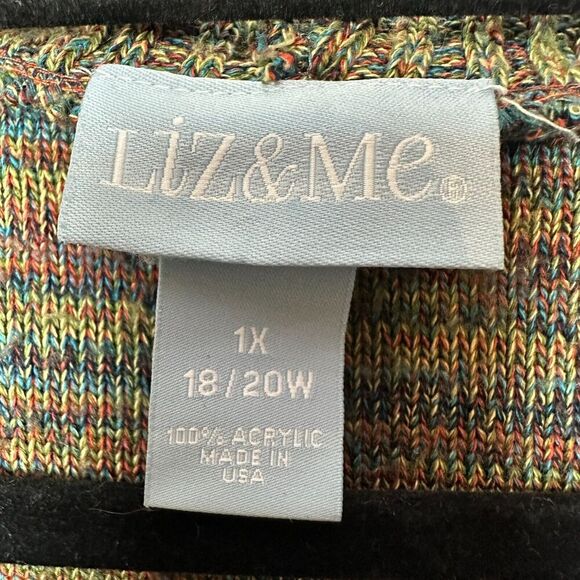 Liz&Me®
1X
18/20W
100% ACRYLIC
MADE IN
USA